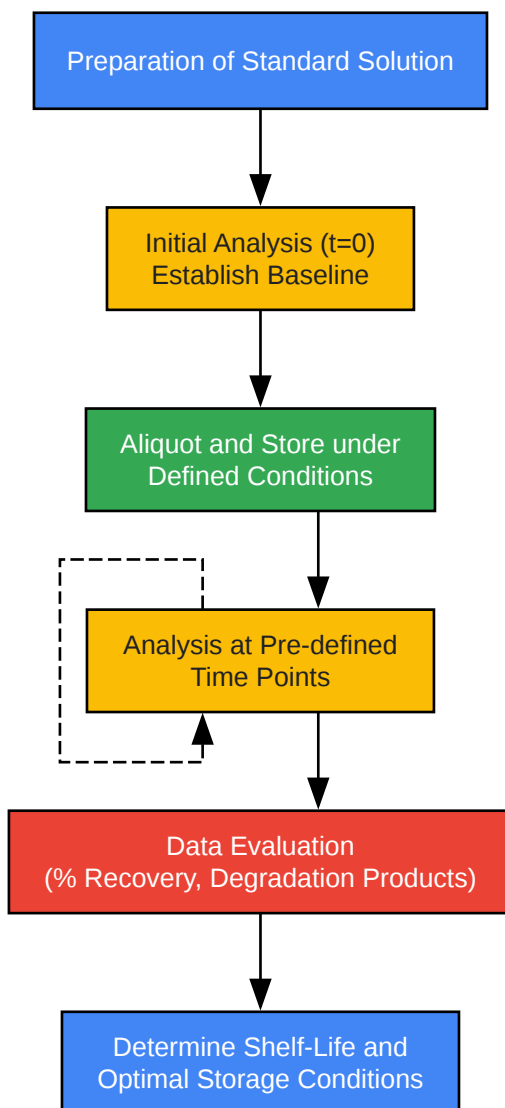 Preparation of Standard Solution
Initial Analysis (t=0)
Establish Baseline
Aliquot and Store under
Defined Conditions
Analysis at Pre-defined
Time Points
Data Evaluation
(% Recovery, Degradation Products)
Determine Shelf-Life and
Optimal Storage Conditions